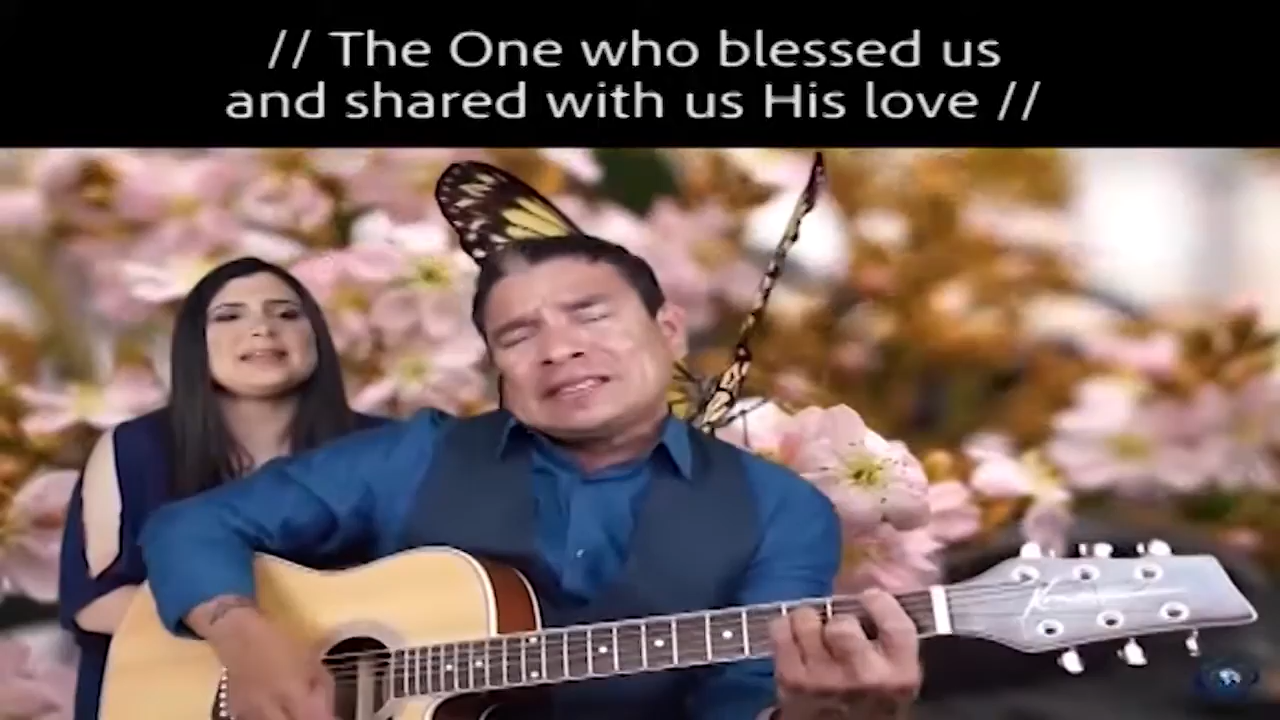 // The One who blessed us
and shared with us His love //